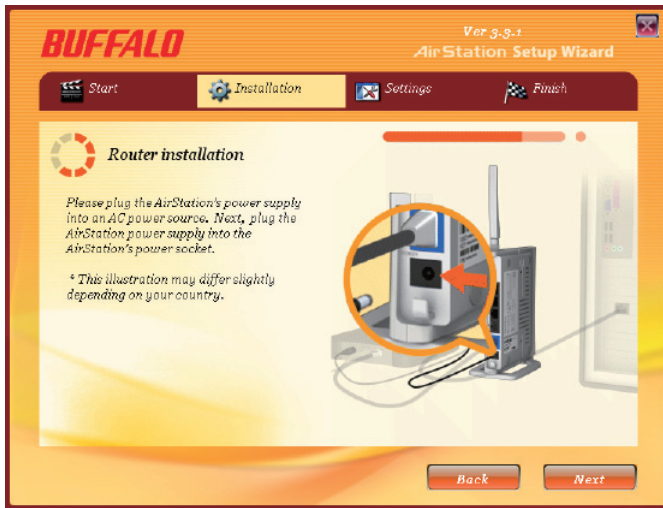 BUFFALO
Ver 3.3.1
AirStation Setup Wizard
Start
Installation
Settings
Finish
Router installation
Please plug the AirStation's power supply
into an AC power source. Next, plug the
AirStation power supply into the
AirStation's power socket.
* This illustration may differ slightly
depending on your country.
Back
Next